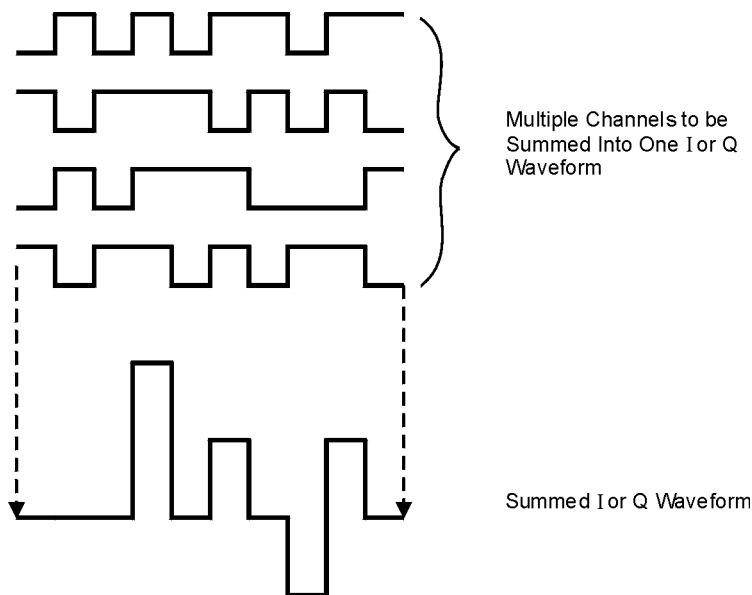 Multiple Channels to be
Summed Into One I or Q
Waveform
Summed I or Q Waveform